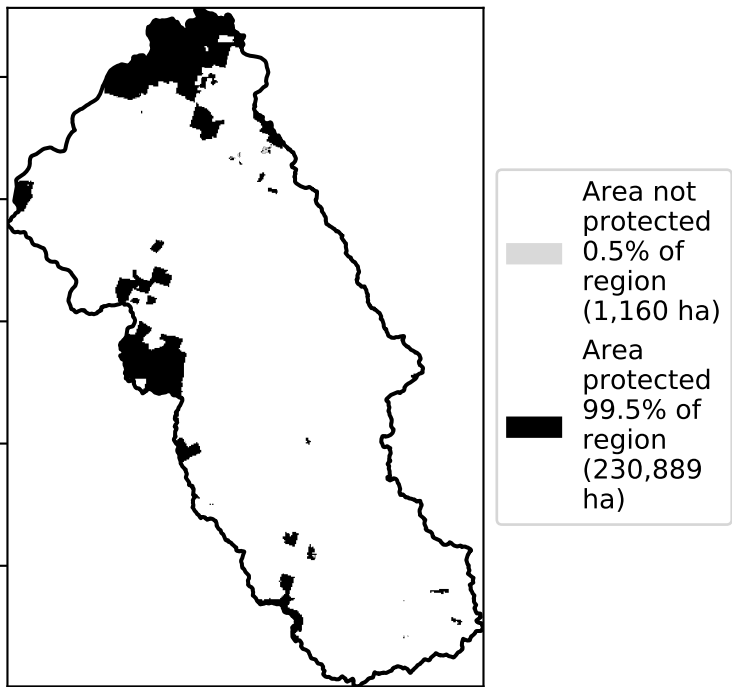 Area not
protected
0.5% of
region
(1,160 ha)
Area
protected
99.5% of
region
(230,889
ha)